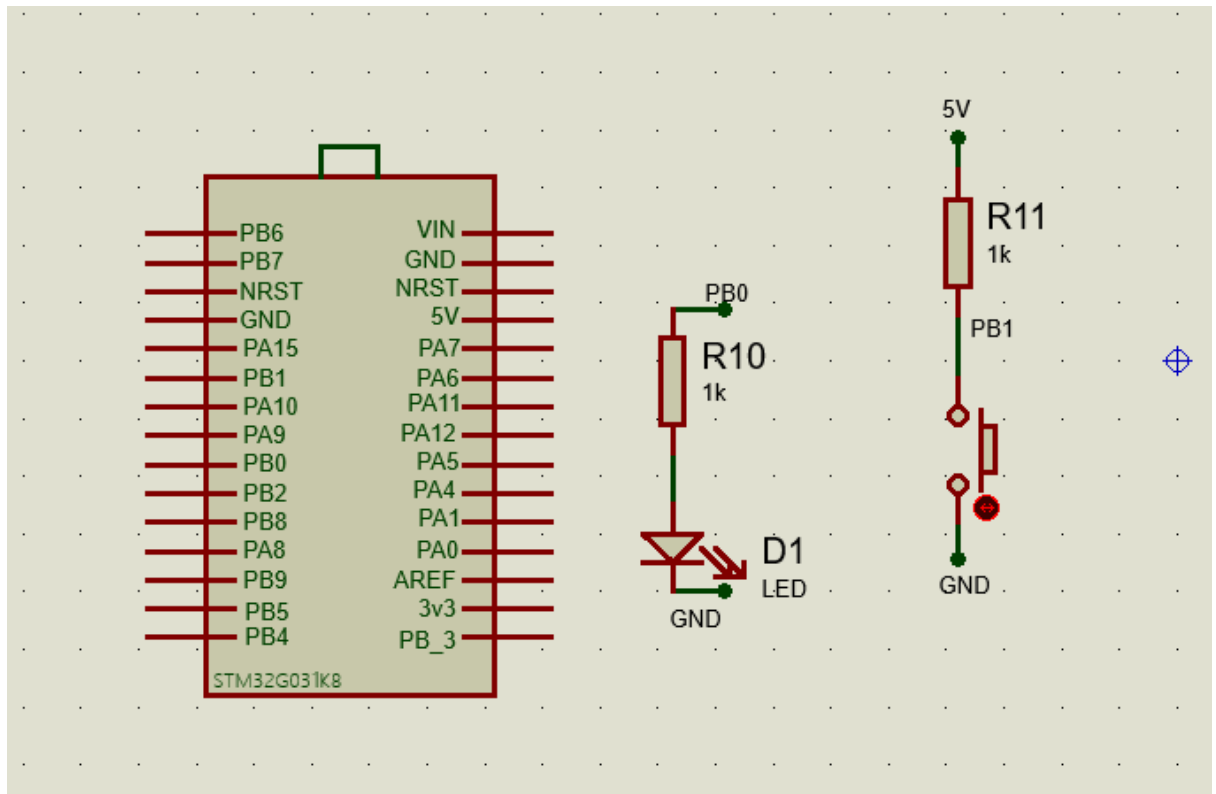 PB6
PB7
NRST
GND
PA15
PB1
PA10
PA9
PB0
PB2
PB8
PA8
PB9
PB5
PB4
VIN
GND
NRST
5V
PA7
PA6
PA11
PA12
PA5
PA4
PA1
PA0
AREF
3v3
PB_3
STM32G031K8
PB0
R10
1k
D1
LED
GND
5V
R11
1k
PB1
GND